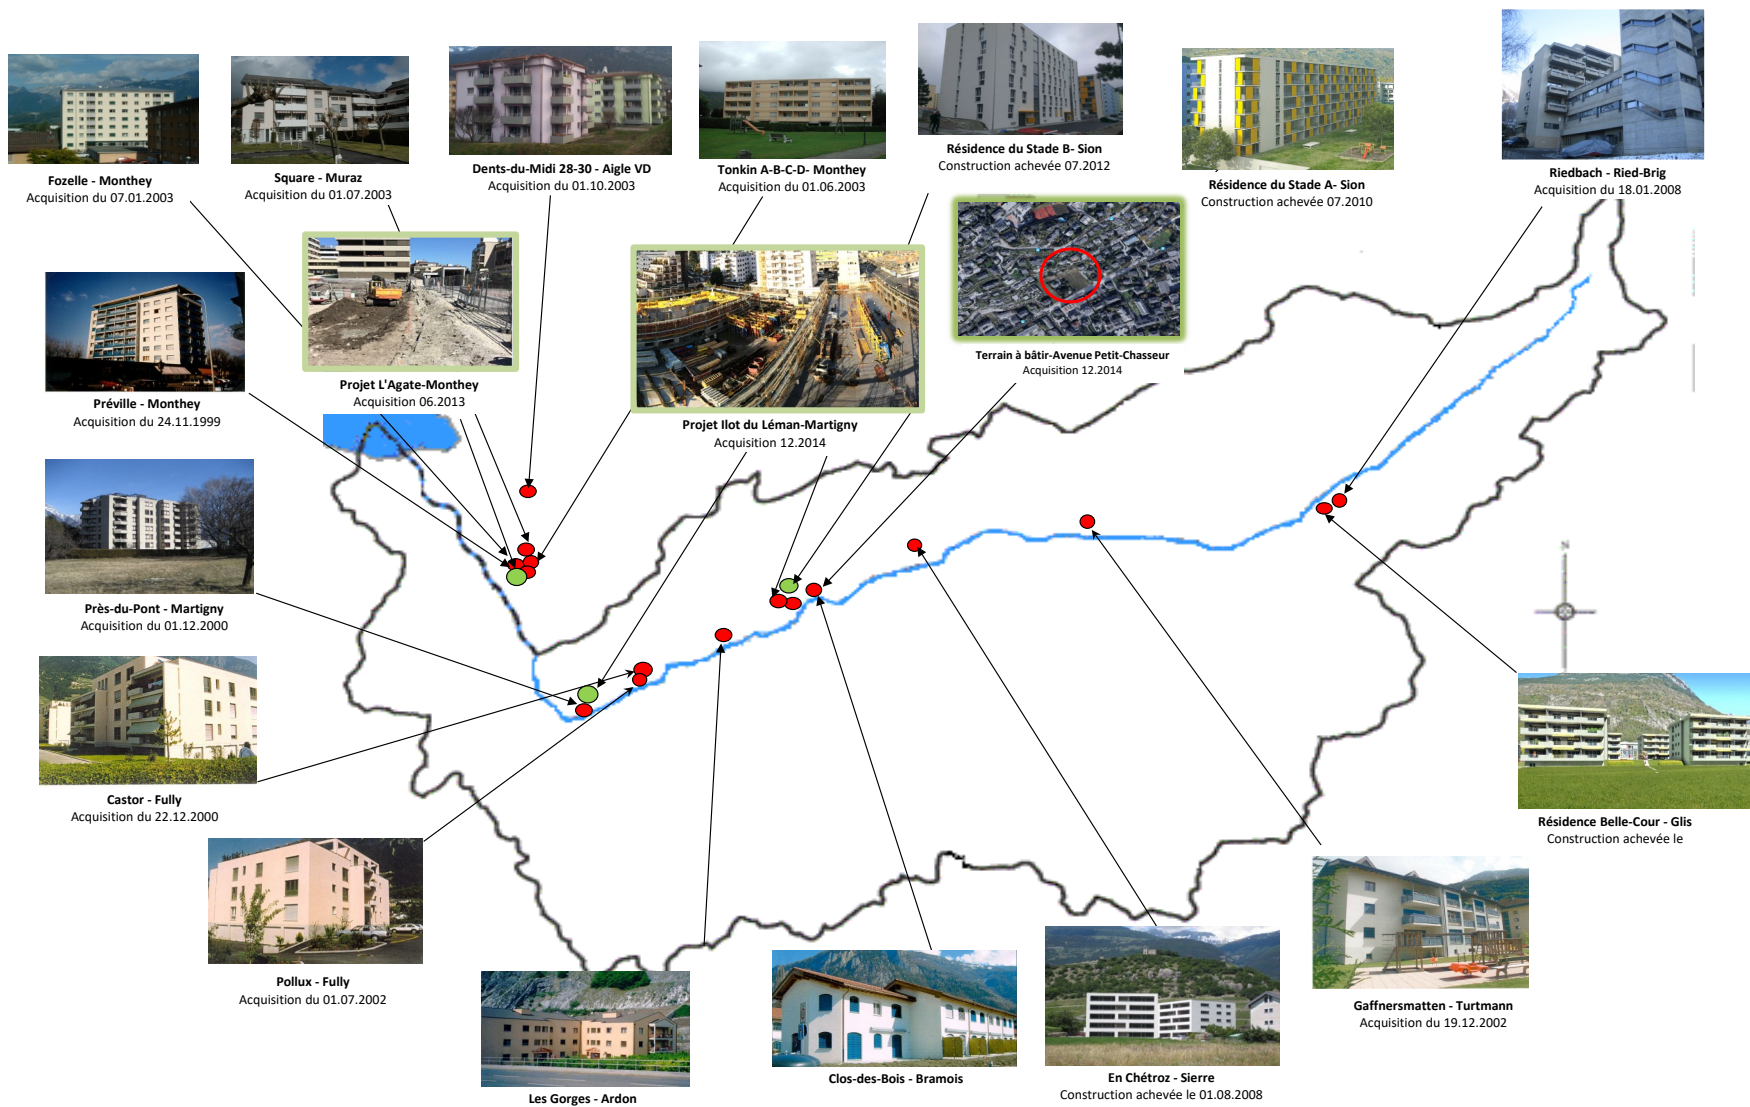 Fozelle - Monthey
Acquisition du 07.01.2003
Square - Muraz
Acquisition du 01.07.2003
Dents-du-Midi 28-30 - Aigle VD
Acquisition du 01.10.2003
Tonkin A-B-C-D- Monthey
Acquisition du 01.06.2003
Résidence du Stade B- Sion
Construction achevée 07.2012
Résidence du Stade A- Sion
Construction achevée 07.2010
Riedbach - Ried-Brig
Acquisition du 18.01.2008
Préville - Monthey
Acquisition du 24.11.1999
Projet L'Agate-Monthey
Acquisition 06.2013
Projet Ilot du Léman-Martigny
Acquisition 12.2014
Terrain à bâtir-Avenue Petit-Chasseur
Acquisition 12.2014
Près-du-Pont - Martigny
Acquisition du 01.12.2000
N
Castor - Fully
Acquisition du 22.12.2000
Résidence Belle-Cour - Glis
Construction achevée le
Pollux - Fully
Acquisition du 01.07.2002
Gaffnersmatten - Turtmann
Acquisition du 19.12.2002
Les Gorges - Ardon
Clos-des-Bois - Bramois
En Chétroz - Sierre
Construction achevée le 01.08.2008